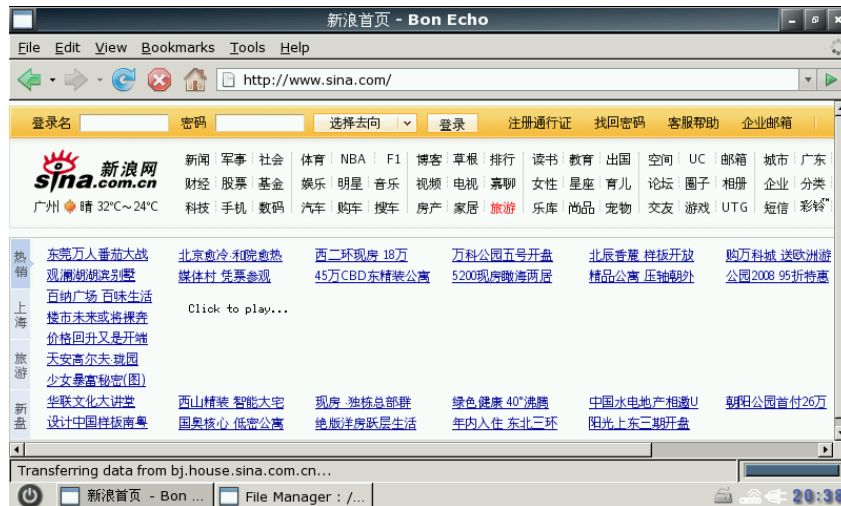 新浪首页 - Bon Echo
File Edit View Bookmarks Tools Help
http://www.sina.com/
登录名 密码 选择去向 登录 注册通行证 找回密码 客服帮助 企业邮箱
新浪网
sina.com.cn
广州 晴 32℃~24℃
新闻 军事 社会 体育 NBA F1 博客 草根 排行 读书 教育 出国 空间 UC 邮箱 城市 广东
财经 股票 基金 娱乐 明星 音乐 视频 电视 嘉聊 女性 星座 育儿 论坛 圈子 相册 企业 分类
科技 手机 数码 汽车 购车 搜车 房产 家居 旅游 乐库 尚品 宠物 交友 游戏 UTG 短信 彩铃
热销
上海
旅游
新盘
东莞万人番茄大战 北京愈冷·和院愈热 西二环现房 18万 万科公园五号开盘 北辰香麓 样板开放 购万科城 送欧洲游
观澜湖湖滨别墅 媒体村 凭票参观 45万CBD东精装公寓 5200现房瞰海两居 精品公寓 压轴朝外 公园2008 95折特惠
百纳广场 百味生活
Click to play...
楼市未来或将裸奔
价格回升又是开端
天安高尔夫·珑园
少女暴富秘密(图)
华联文化大讲堂 西山精装 智能大宅 现房·独栋总部群 绿色健康 40°沸腾 中国水电地产相邀U 朝阳公园首付26万
设计中国样板南粤 国奥核心 低密公寓 绝版洋房跃层生活 年内入住 东北三环 阳光上东三期开盘
Transferring data from bj.house.sina.com.cn...
新浪首页 - Bon ... File Manager : /... 20:38